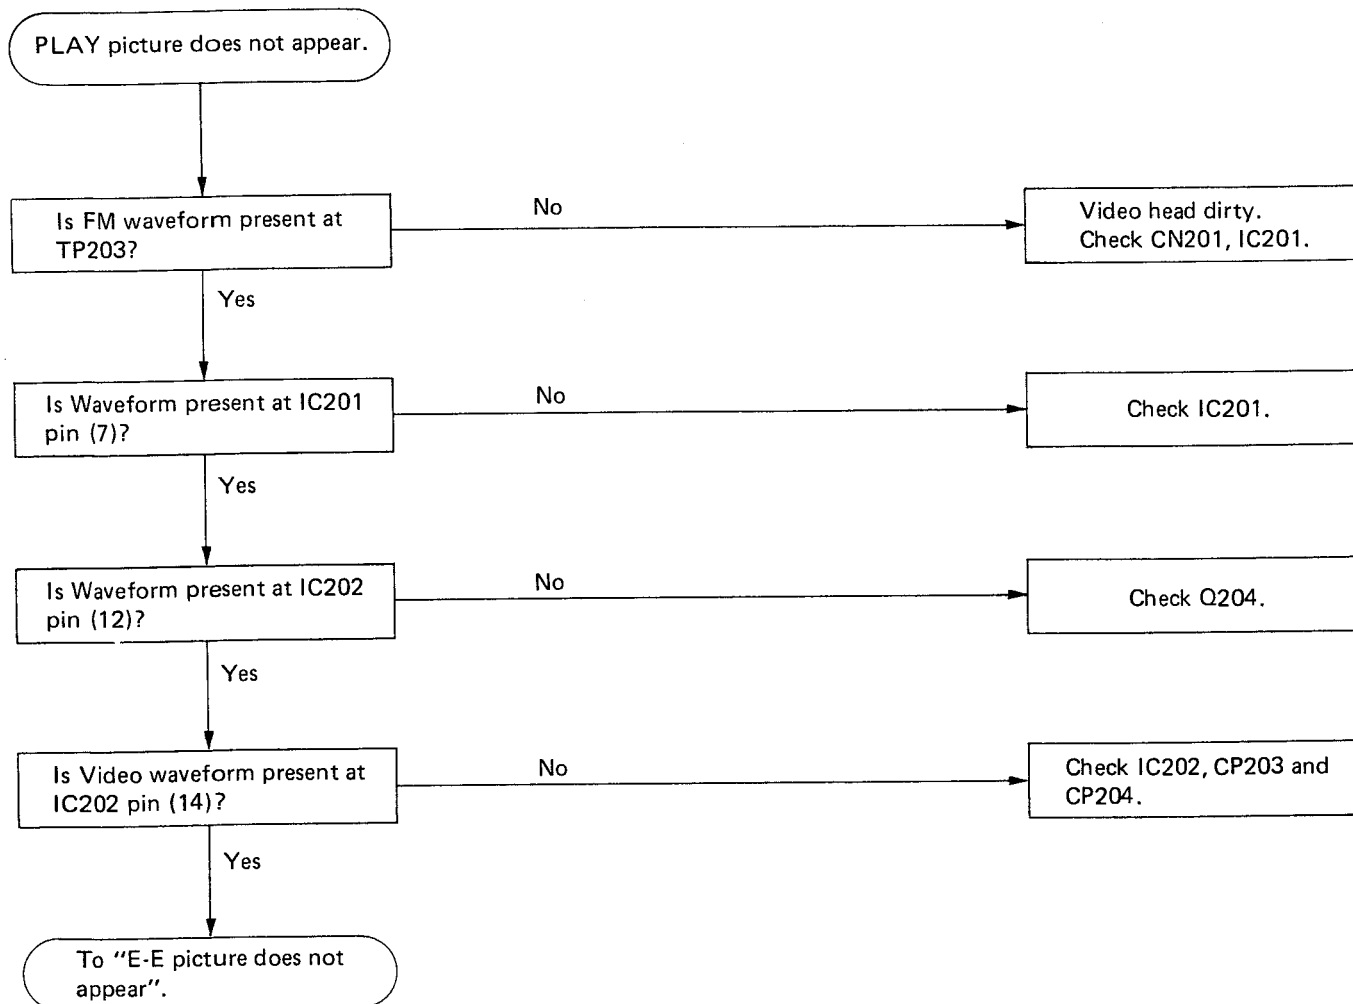 PLAY picture does not appear.
Is FM waveform present at
TP203?
No
Video head dirty.
Check CN201, IC201.
Yes
Is Waveform present at IC201
pin (7)?
No
Check IC201.
Yes
Is Waveform present at IC202
pin (12)?
No
Check Q204.
Yes
Is Video waveform present at
IC202 pin (14)?
No
Check IC202, CP203 and
CP204.
Yes
To "E-E picture does not
appear".